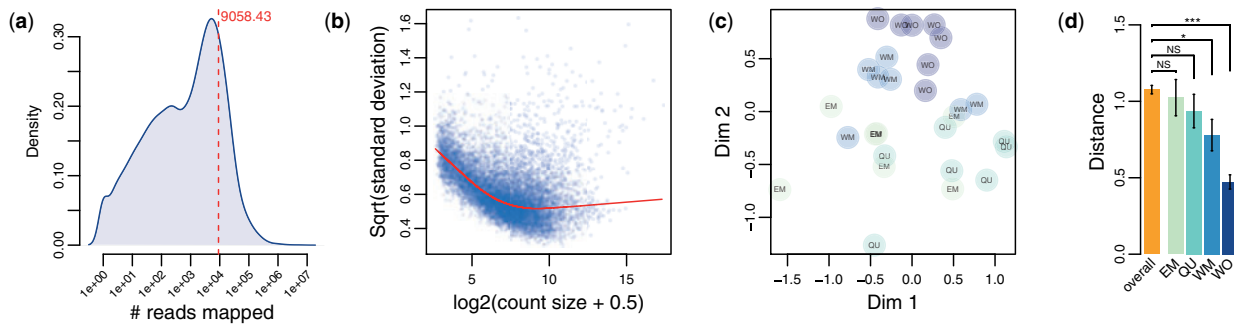 (a)
9058.43
Density
0.00
0.10
0.20
0.30
1e+00
1e+01
1e+02
1e+03
1e+04
1e+05
1e+06
1e+07
# reads mapped
(b)
Sqrt(standard deviation)
0.4
0.6
0.8
1.0
1.2
1.4
1.6
5
10
15
log2(count size + 0.5)
(c)
Dim 2
0.5
0.0
−0.5
−1.0
WO
WO
WO
WO
WO
WM
WO
WM
WM
WM
WO
EM
WM
WM
EM
QU
EM
WM
QU
QU
QU
EM
QU
EM
EM
QU
QU
−1.5
−1.0
−0.5
0.0
0.5
1.0
Dim 1
(d)
Distance
0.0
0.5
1.0
1.5
***
*
NS
NS
overall
EM
QU
WM
WO